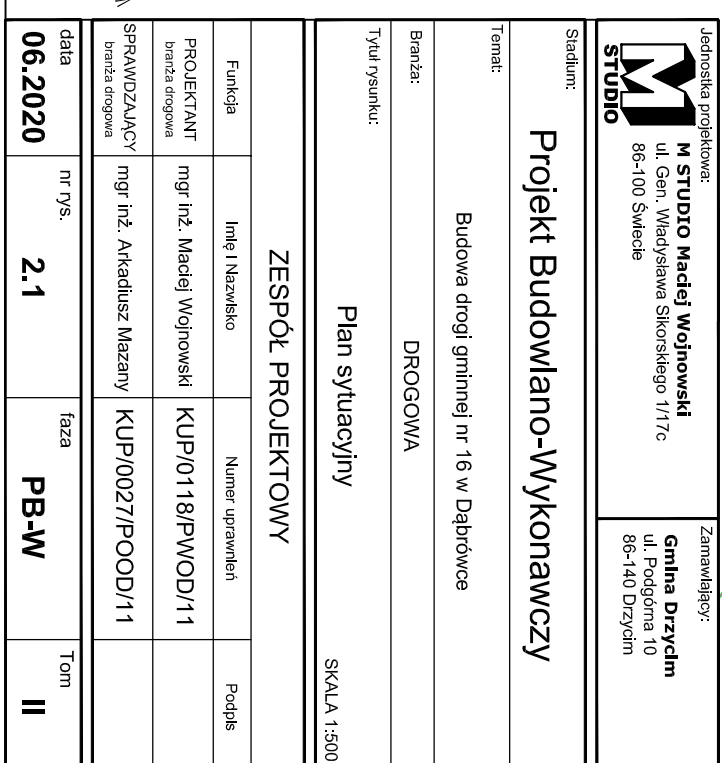 Jednostka projektowa:
M
STUDIO
M STUDIO Maciej Wojnowski
ul. Gen. Władysława Sikorskiego 1/17c
86-100 Świecie
Zamawiający:
Gmina Drzycim
ul. Podgórna 10
86-140 Drzycim
Stadium:
Projekt Budowlano-Wykonawczy
Temat:
Budowa drogi gminnej nr 16 w Dąbrówce
Branża:
DROGOWA
Tytuł rysunku:
Plan sytuacyjny
SKALA 1:500
ZESPÓŁ PROJEKTOWY
Funkcja Imię i Nazwisko Numer uprawnień Podpis
PROJEKTANT
branża drogowa
mgr inż. Maciej Wojnowski KUP/0118/PWOD/11
SPRAWDZAJĄCY
branża drogowa
mgr inż. Arkadiusz Mazany KUP/0027/POOD/11
data nr rys. faza Tom
06.2020 2.1 PB-W II